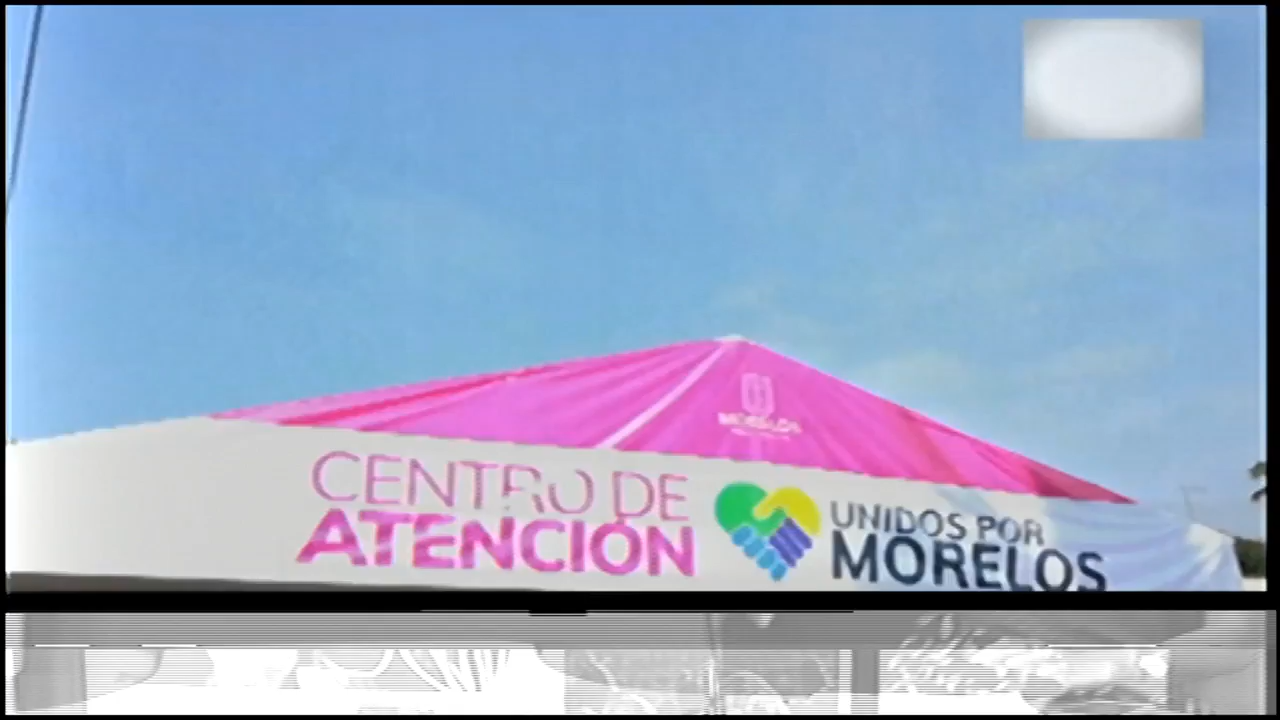 MORELOS
CENTRO DE
ATENCIÓN
UNIDOS POR
MORELOS